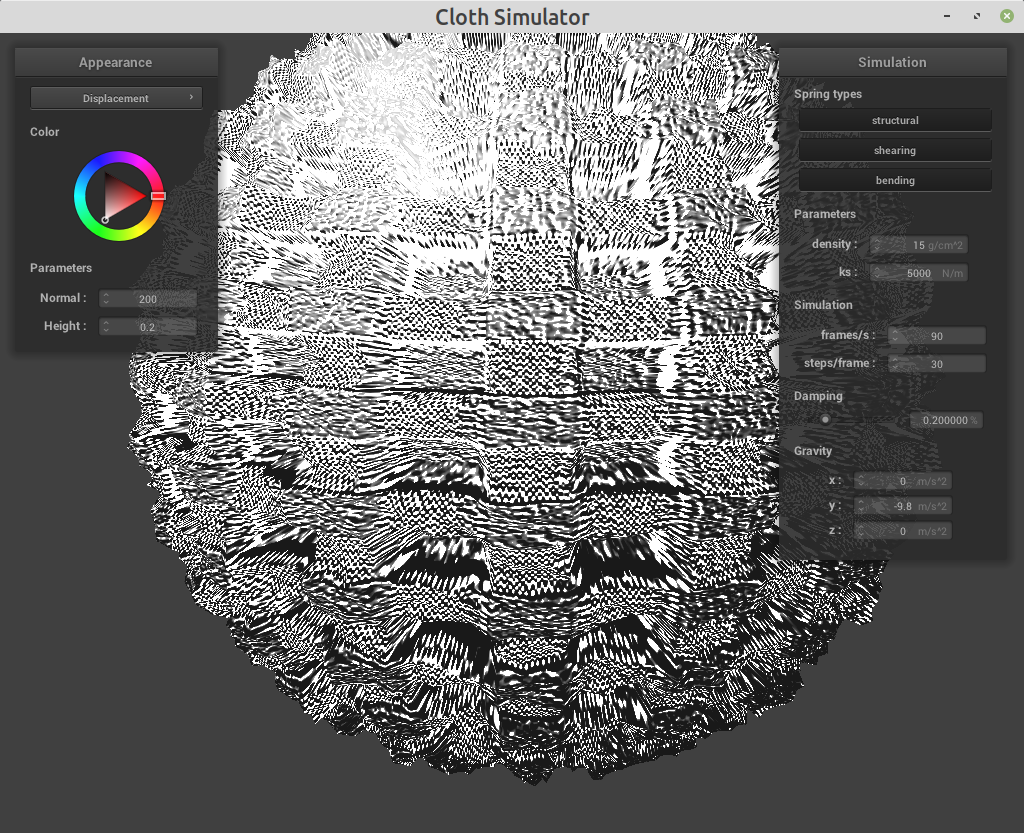 Cloth Simulator
Appearance
Displacement
Color
Parameters
Normal : 200
Height : 0.2
Simulation
Spring types
structural
shearing
bending
Parameters
density : 15 g/cm^2
ks : 5000 N/m
Simulation
frames/s : 90
steps/frame : 30
Damping
0.200000 %
Gravity
x : 0 m/s^2
y : -9.8 m/s^2
z : 0 m/s^2